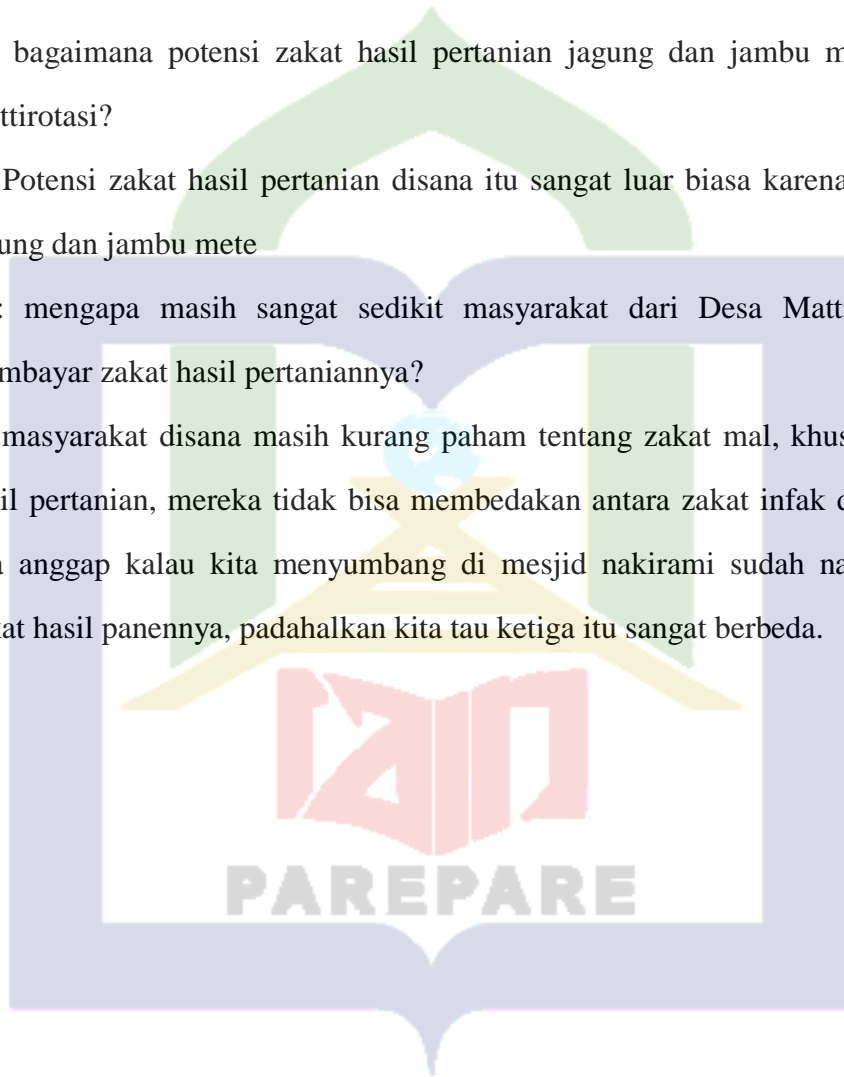 bagaimana potensi zakat hasil pertanian jagung dan jambu m
ttirotasi?
Potensi zakat hasil pertanian disana itu sangat luar biasa karena
ung dan jambu mete
: mengapa masih sangat sedikit masyarakat dari Desa Matt
mbayar zakat hasil pertaniannya?
masyarakat disana masih kurang paham tentang zakat mal, khus
il pertanian, mereka tidak bisa membedakan antara zakat infak
anggap kalau kita menyumbang di mesjid nakirami sudah na
at hasil panennya, padahalkan kita tau ketiga itu sangat berbeda.
iain
PAREPARE